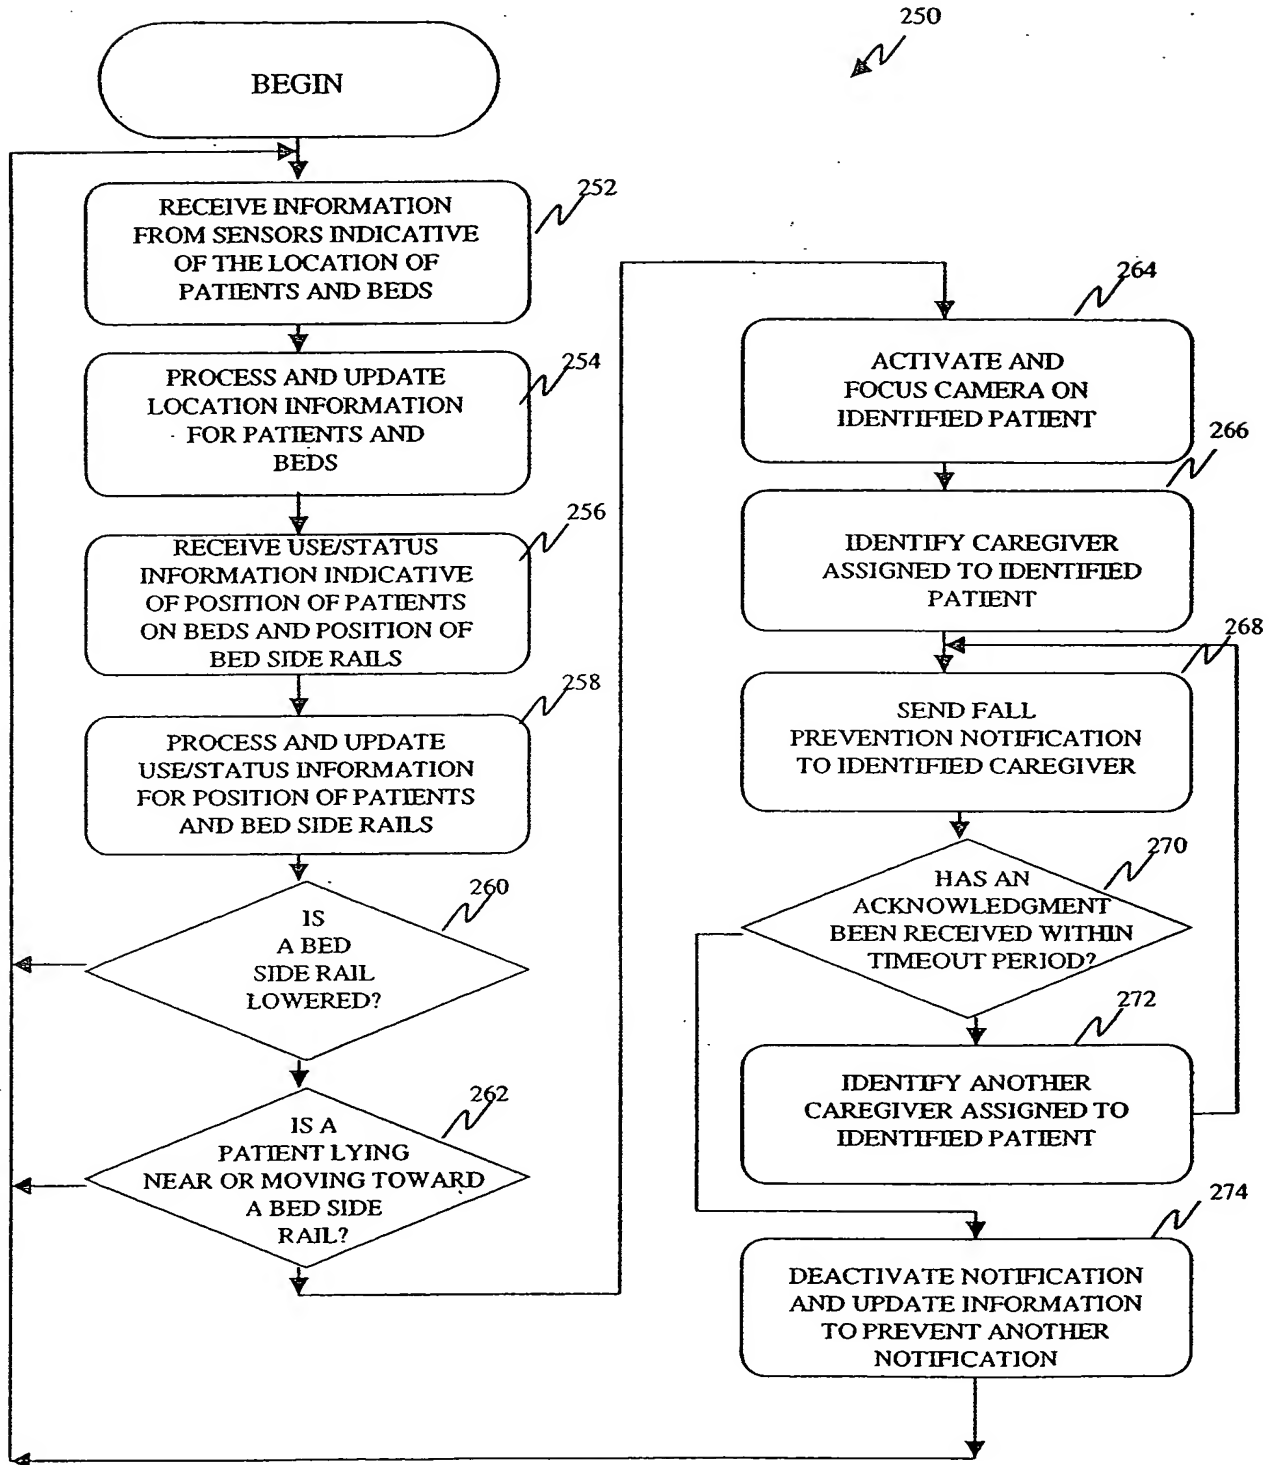 250
BEGIN
252
RECEIVE INFORMATION
FROM SENSORS INDICATIVE
OF THE LOCATION OF
PATIENTS AND BEDS
254
PROCESS AND UPDATE
LOCATION INFORMATION
FOR PATIENTS AND
BEDS
256
RECEIVE USE/STATUS
INFORMATION INDICATIVE
OF POSITION OF PATIENTS
ON BEDS AND POSITION OF
BED SIDE RAILS
258
PROCESS AND UPDATE
USE/STATUS INFORMATION
FOR POSITION OF PATIENTS
AND BED SIDE RAILS
260
IS
A BED
SIDE RAIL
LOWERED?
262
IS A
PATIENT LYING
NEAR OR MOVING TOWARD
A BED SIDE
RAIL?
264
ACTIVATE AND
FOCUS CAMERA ON
IDENTIFIED PATIENT
266
IDENTIFY CAREGIVER
ASSIGNED TO IDENTIFIED
PATIENT
268
SEND FALL
PREVENTION NOTIFICATION
TO IDENTIFIED CAREGIVER
270
HAS AN
ACKNOWLEDGMENT
BEEN RECEIVED WITHIN
TIMEOUT PERIOD?
272
IDENTIFY ANOTHER
CAREGIVER ASSIGNED TO
IDENTIFIED PATIENT
274
DEACTIVATE NOTIFICATION
AND UPDATE INFORMATION
TO PREVENT ANOTHER
NOTIFICATION